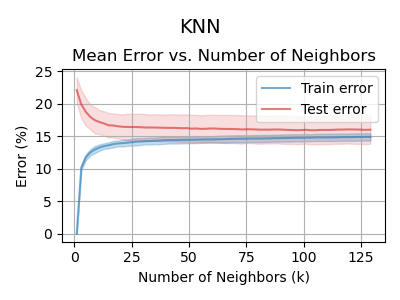 KNN
Mean Error vs. Number of Neighbors
Train error
Test error
Error (%)
25
20
15
10
5
0
0 25 50 75 100 125
Number of Neighbors (k)